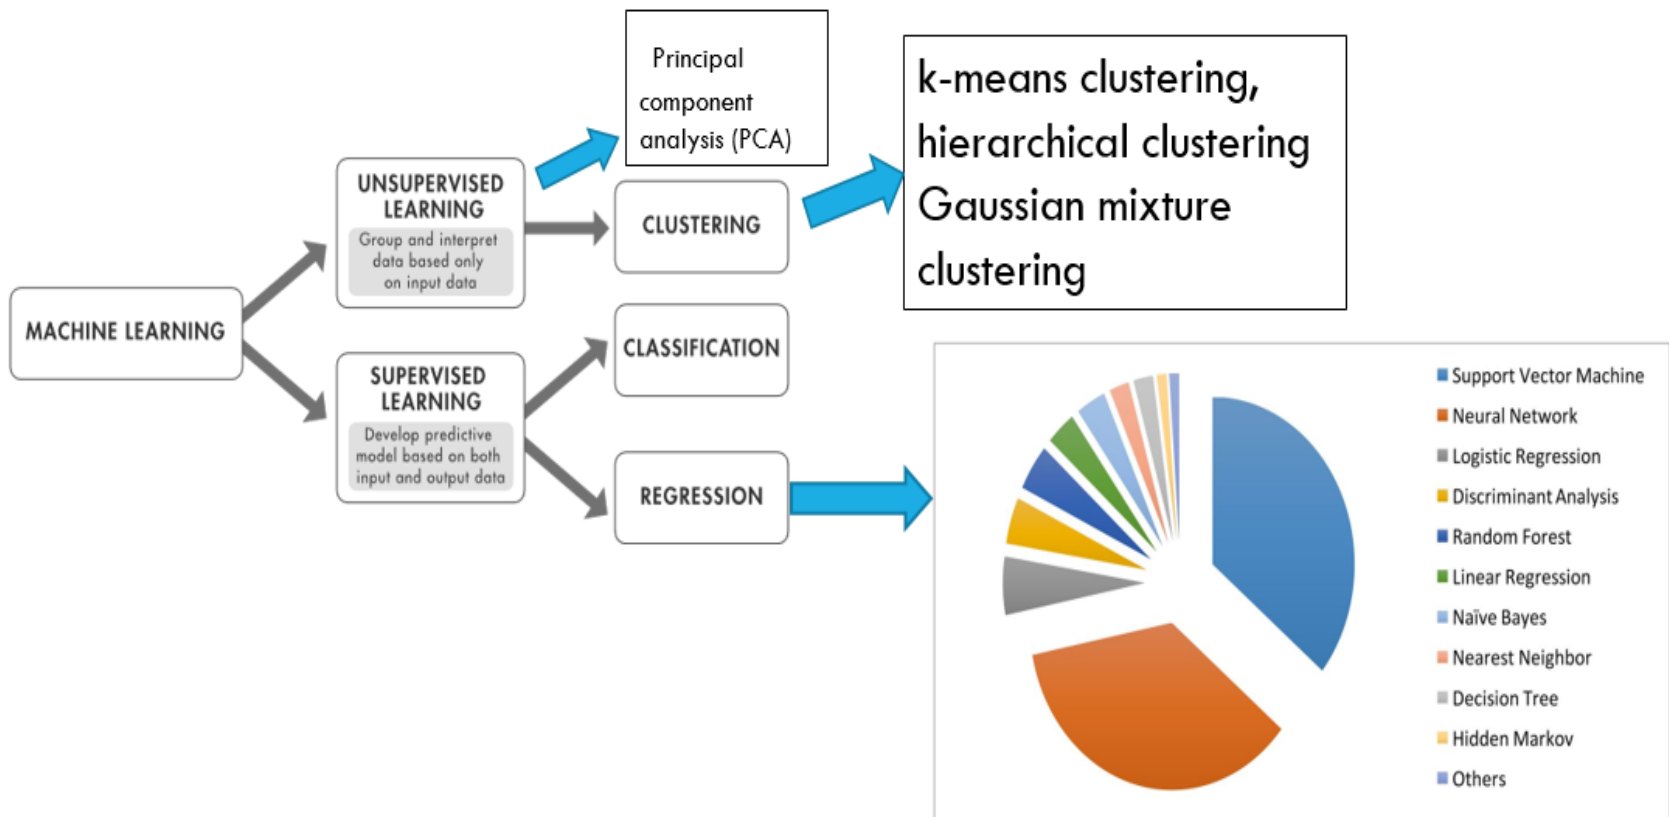 MACHINE LEARNING
UNSUPERVISED
LEARNING
Group and interpret
data based only
on input data
SUPERVISED
LEARNING
Develop predictive
model based on both
input and output data
Principal
component
analysis (PCA)
CLUSTERING
CLASSIFICATION
REGRESSION
k-means clustering,
hierarchical clustering
Gaussian mixture
clustering
Support Vector Machine
Neural Network
Logistic Regression
Discriminant Analysis
Random Forest
Linear Regression
Naïve Bayes
Nearest Neighbor
Decision Tree
Hidden Markov
Others